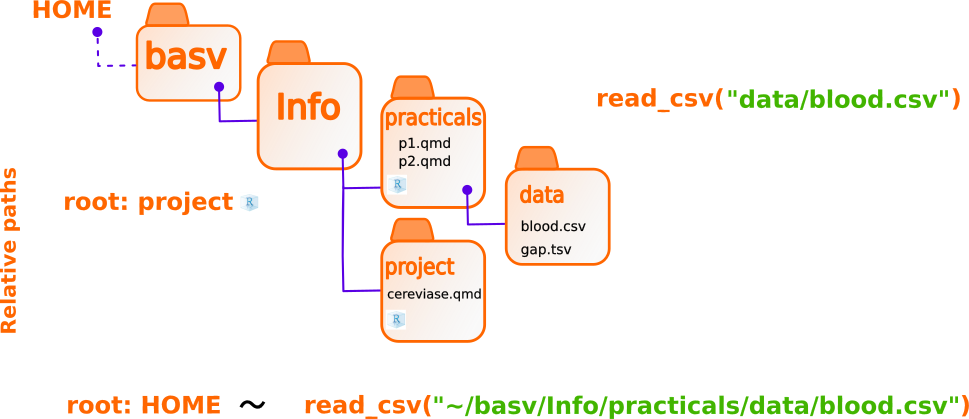 HOME
basv
Info
read_csv("data/blood.csv")
practicals
p1.qmd
p2.qmd
R
root: project R
data
blood.csv
gap.tsv
project
cereviase.qmd
R
Relative paths
root: HOME ~ read_csv("~/basv/Info/practicals/data/blood.csv")